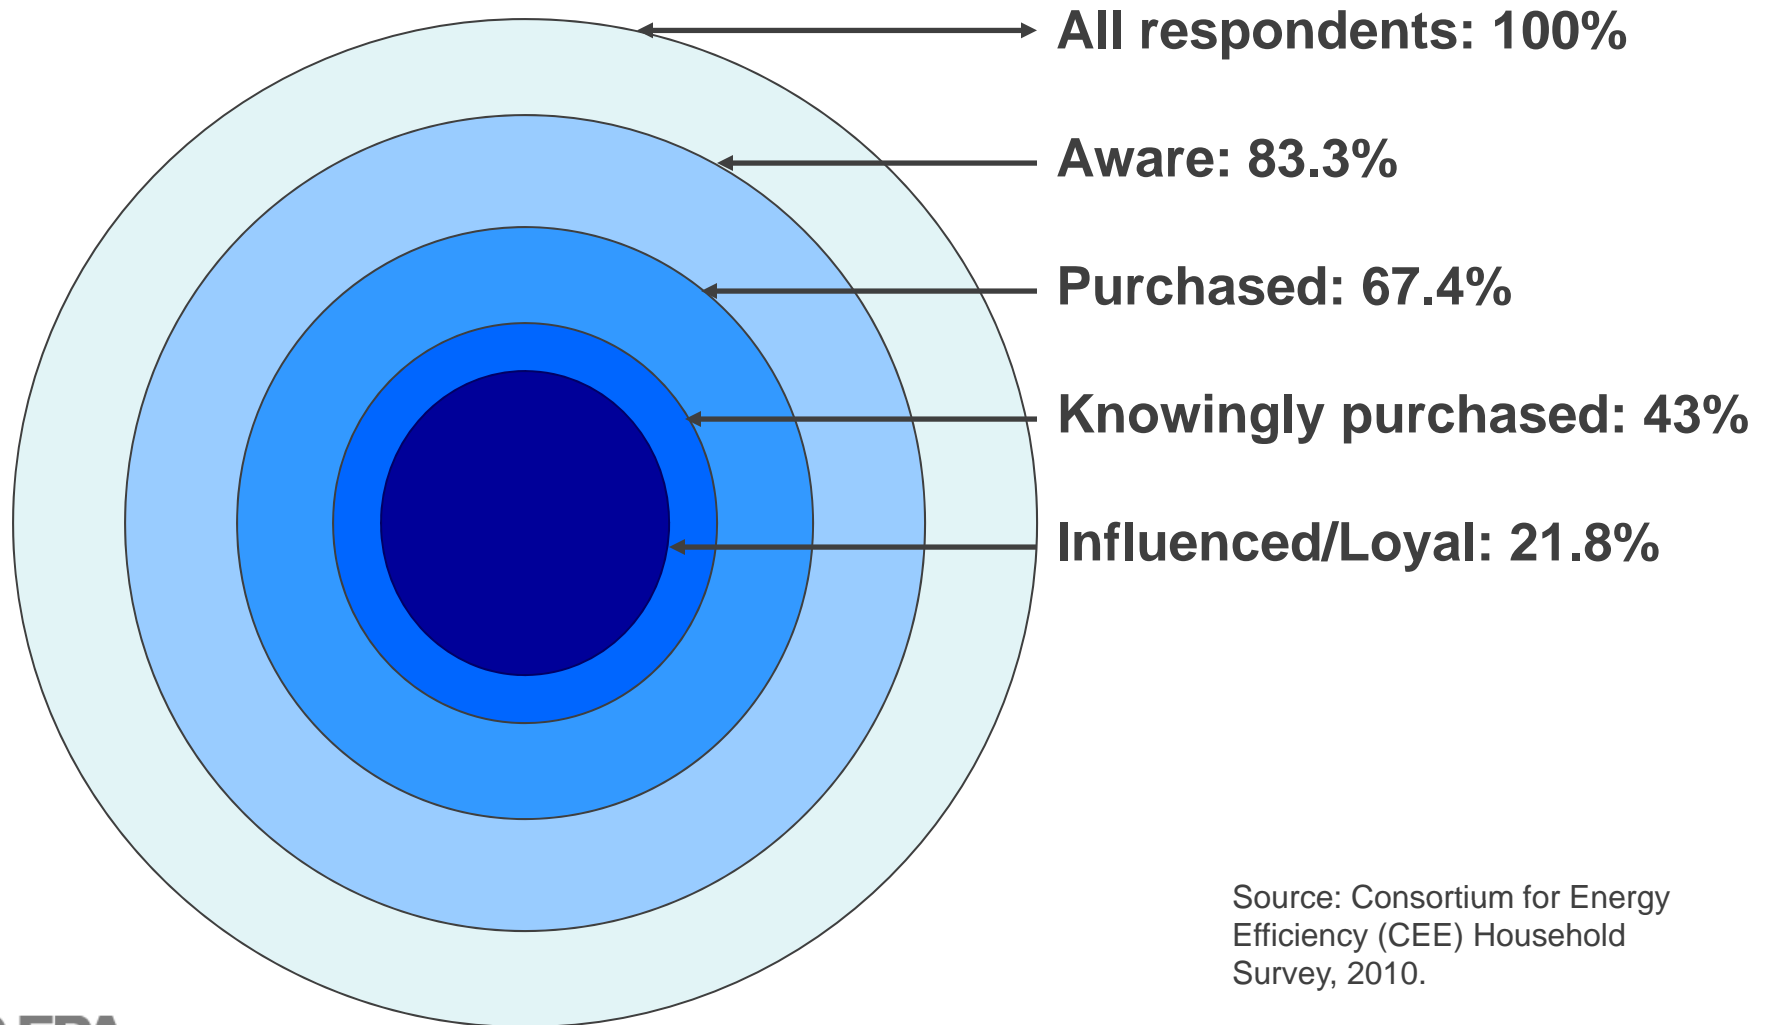 All respondents: 100%
Aware: 83.3%
Purchased: 67.4%
Knowingly purchased: 43%
Influenced/Loyal: 21.8%
Source: Consortium for Energy
Efficiency (CEE) Household
Survey, 2010.
EPA